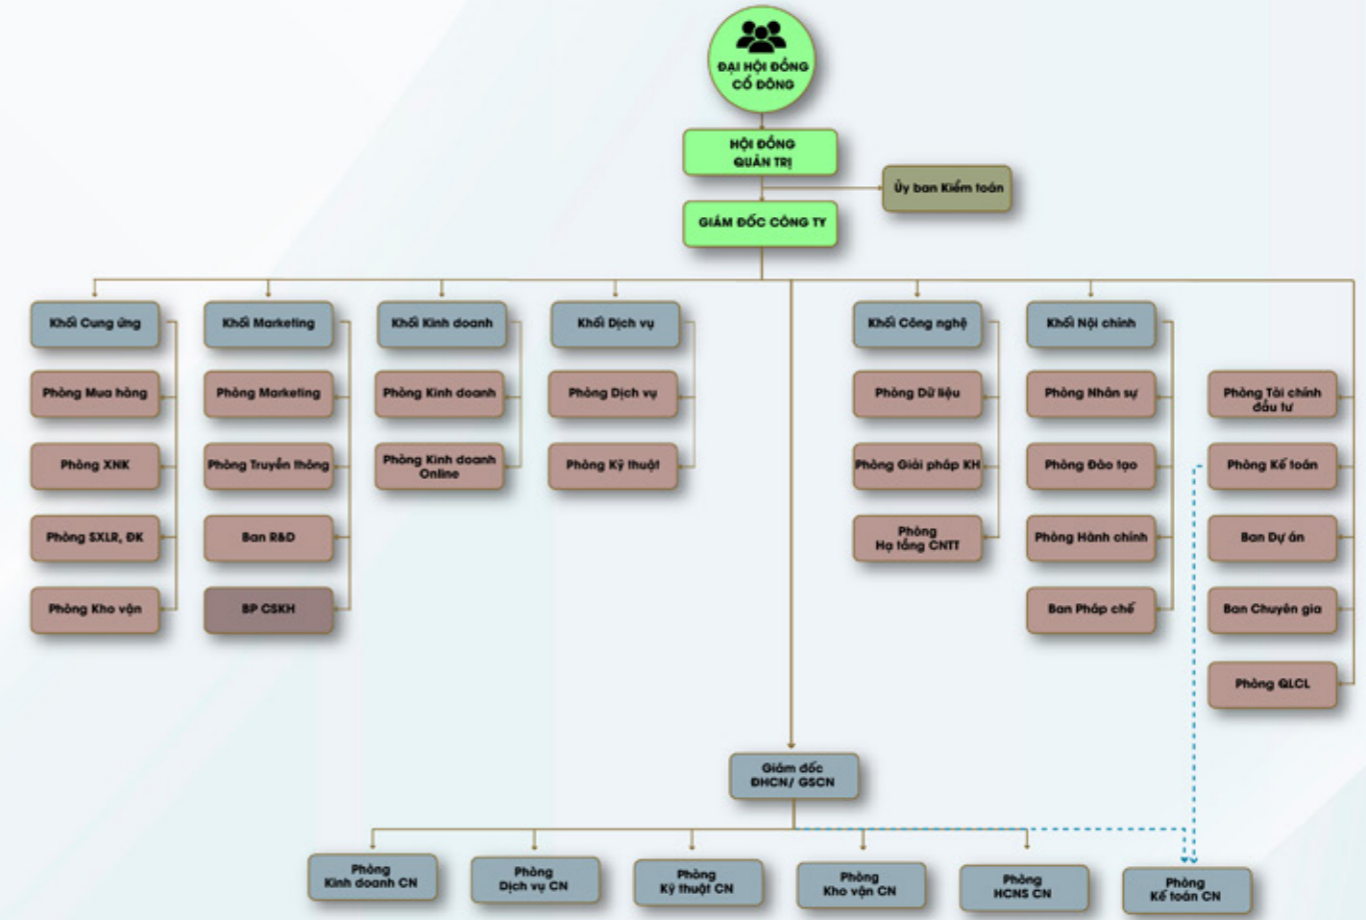 ĐẠI HỘI ĐỒNG
CỔ ĐÔNG
HỘI ĐỒNG
QUẢN TRỊ
Ủy ban Kiểm toán
GIÁM ĐỐC CÔNG TY
Khối Cung ứng
Khối Marketing
Khối Kinh doanh
Khối Dịch vụ
Khối Công nghệ
Khối Nội chính
Phòng Mua hàng
Phòng Marketing
Phòng Kinh doanh
Phòng Dịch vụ
Phòng Dữ liệu
Phòng Nhân sự
Phòng Tài chính
đầu tư
Phòng XNK
Phòng Truyền thông
Phòng Kinh doanh
Online
Phòng Kỹ thuật
Phòng Giải pháp KH
Phòng Đào tạo
Phòng Kế toán
Phòng SXLR, ĐK
Ban R&D
Phòng
Hạ tầng CNTT
Phòng Hành chính
Ban Dự án
Phòng Kho vận
BP CSKH
Ban Pháp chế
Ban Chuyên gia
Phòng QLCL
Giám đốc
ĐHCN/ GSCN
Phòng
Kinh doanh CN
Phòng
Dịch vụ CN
Phòng
Kỹ thuật CN
Phòng
Kho vận CN
Phòng
HCNS CN
Phòng
Kế toán CN